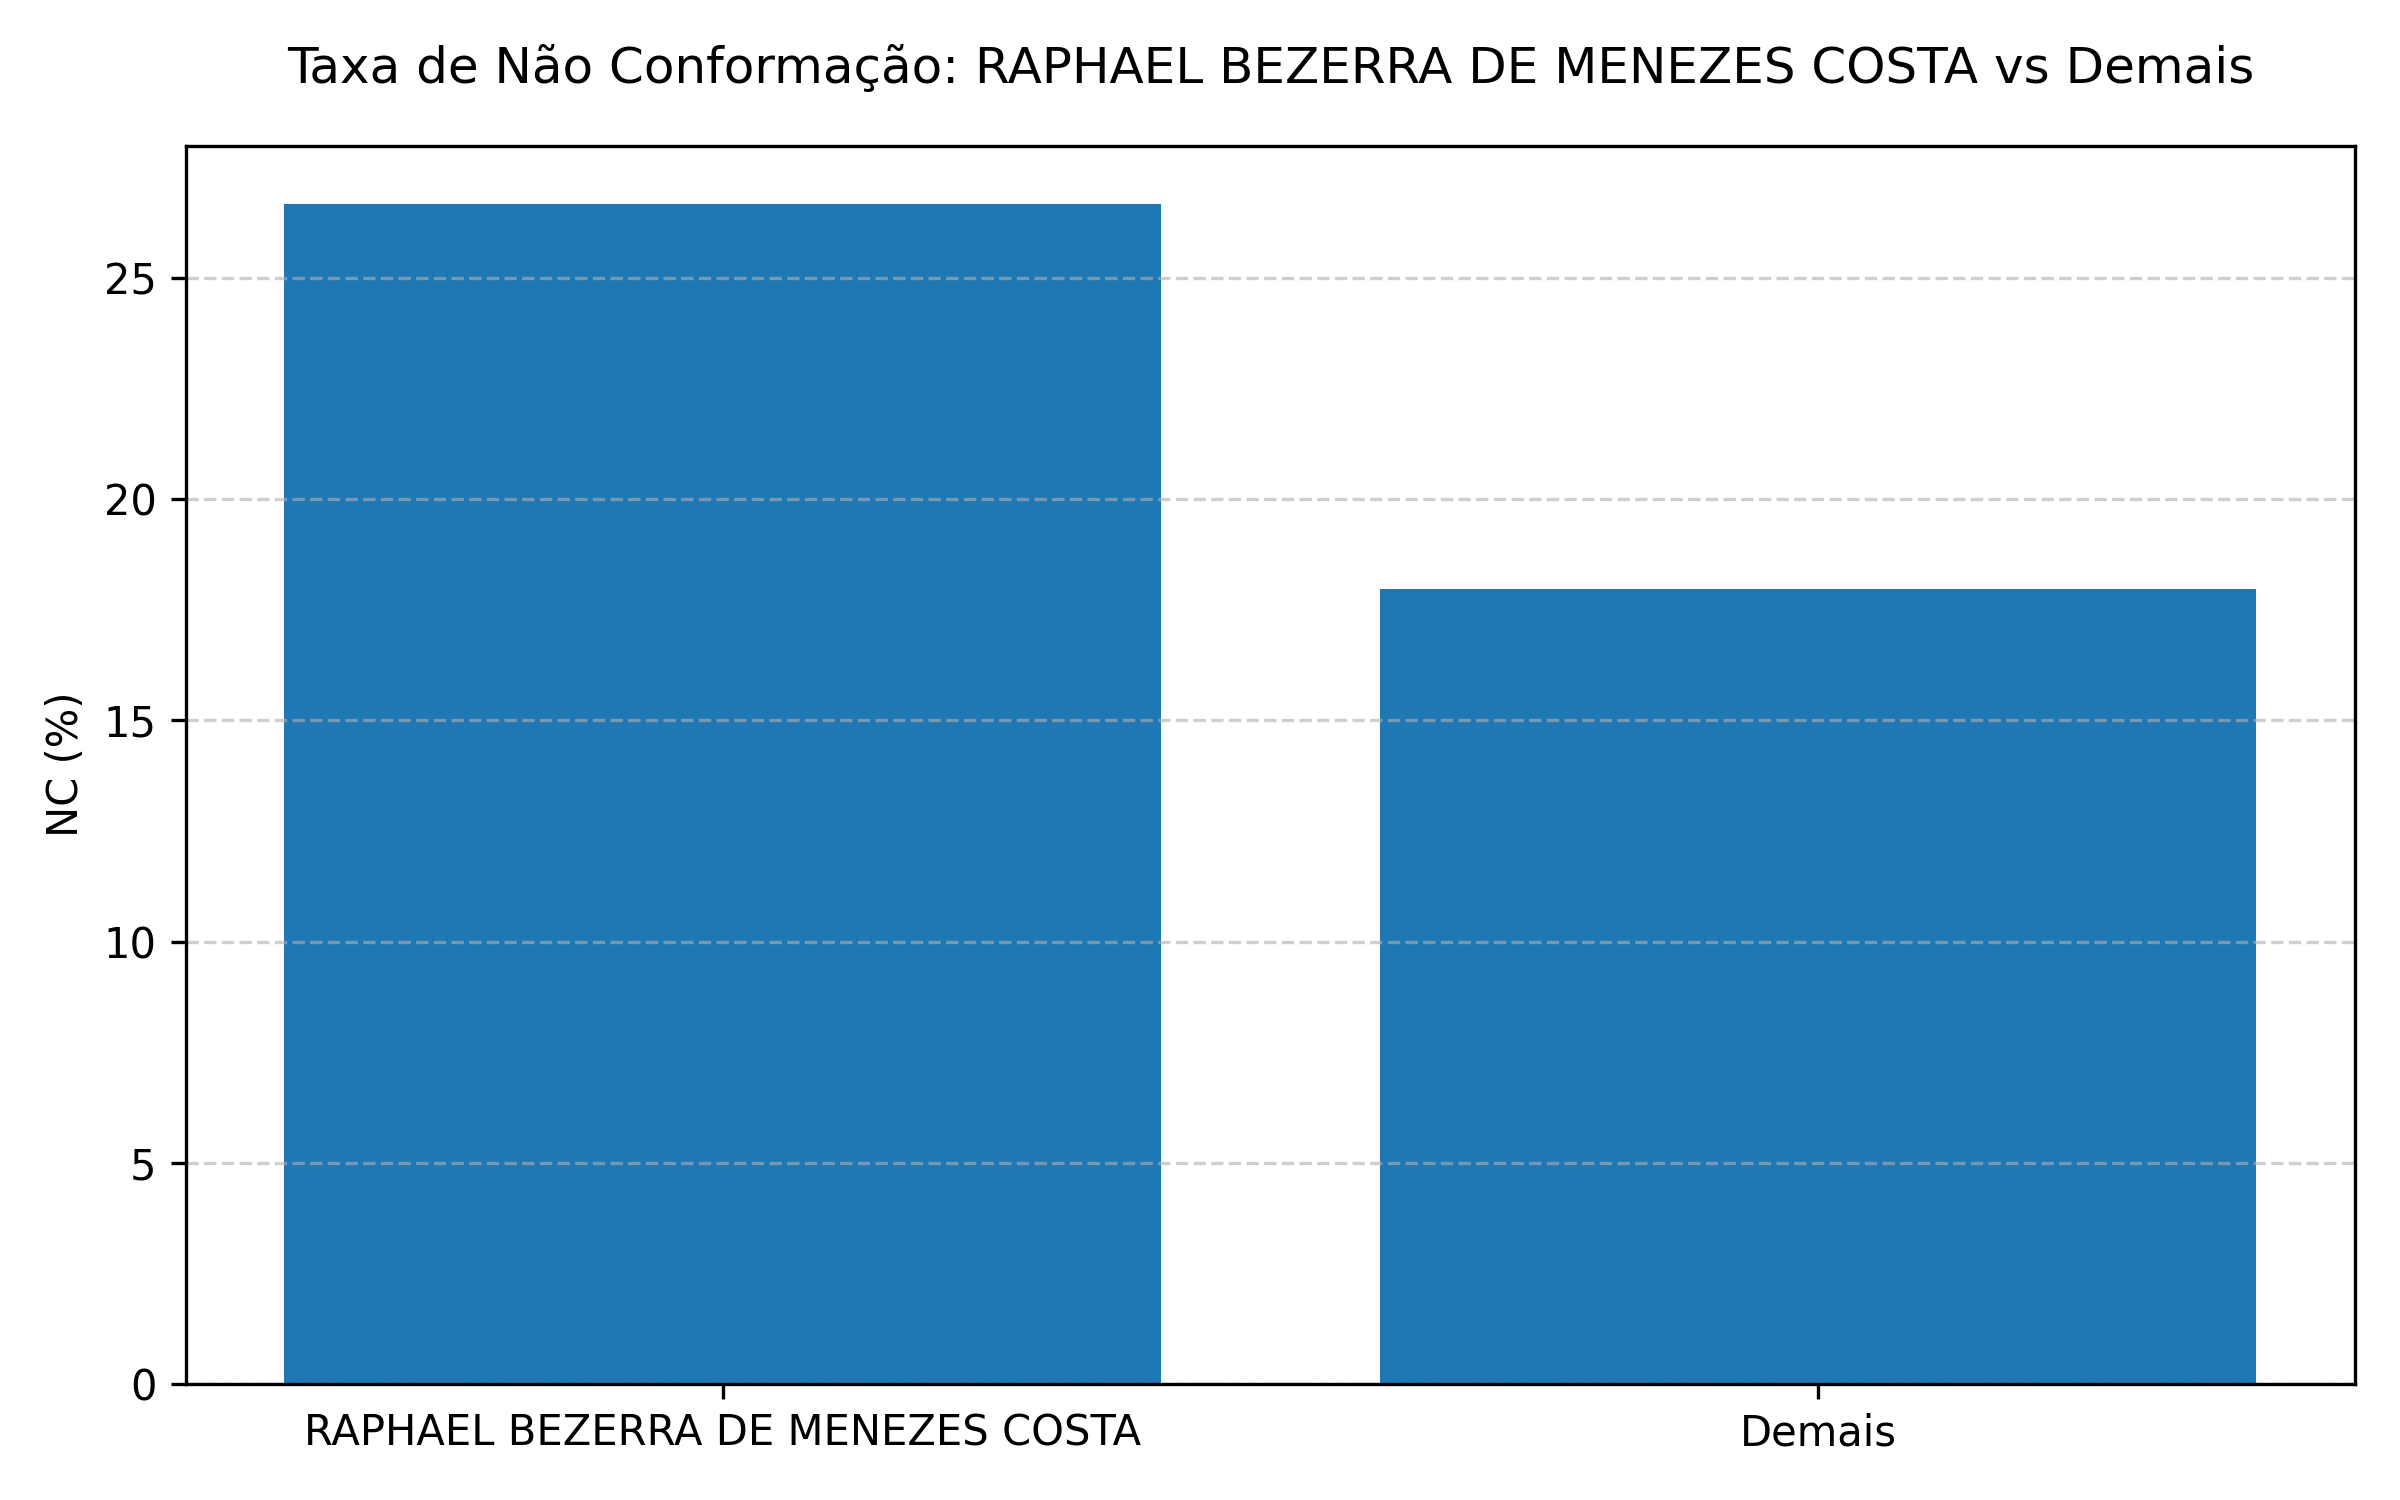 Taxa de Não Conformação: RAPHAEL BEZERRA DE MENEZES COSTA vs Demais
NC (%)
25
20
15
10
5
0
RAPHAEL BEZERRA DE MENEZES COSTA
Demais